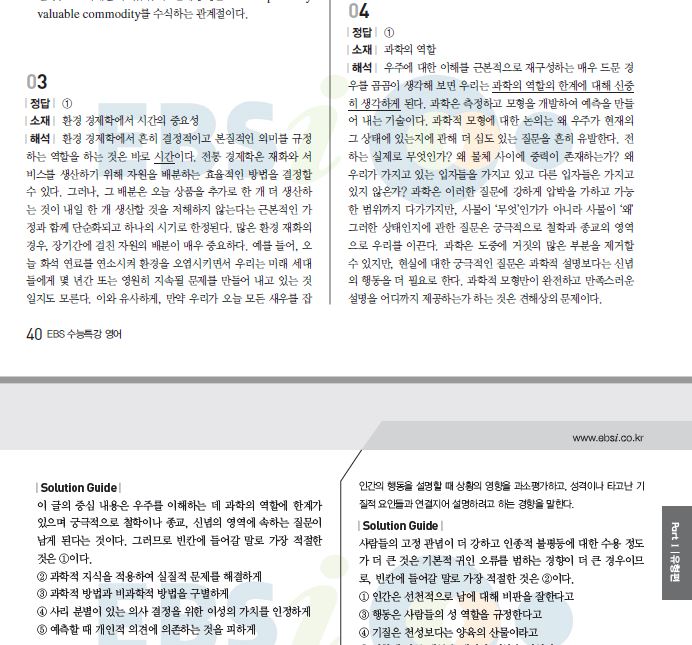 valuable commodity를 수식하는 관계절이다.
03
|정답| ①
|소재| 환경 경제학에서 시간의 중요성
|해석| 환경 경제학에서 흔히 결정적이고 본질적인 의미를 규정
하는 역할을 하는 것은 바로 시간이다. 전통 경제학은 재화와 서
비스를 생산하기 위해 자원을 배분하는 효율적인 방법을 결정할
수 있다. 그러나, 그 배분은 오늘 상품을 추가로 한 개 더 생산하
는 것이 내일 한 개 생산할 것을 저해하지 않는다는 근본적인 가
정과 함께 단순화되고 하나의 시기로 한정된다. 많은 환경 재화의
경우, 장기간에 걸친 자원의 배분이 매우 중요하다. 예를 들어, 오
늘 화석 연료를 연소시켜 환경을 오염시키면서 우리는 미래 세대
들에게 몇 년간 또는 영원히 지속될 문제를 만들어 내고 있는 것
일지도 모른다. 이와 유사하게, 만약 우리가 오늘 모든 새우를 잡
40 EBS 수능특강 영어
04
|정답| ①
|소재| 과학의 역할
|해석| 우주에 대한 이해를 근본적으로 재구성하는 매우 드문 경
우를 곰곰이 생각해 보면 우리는 과학의 역할의 한계에 대해 신중
히 생각하게 된다. 과학은 측정하고 모형을 개발하여 예측을 만들
어 내는 기술이다. 과학적 모형에 대한 논의는 왜 우주가 현재의
그 상태에 있는지에 관해 더 심도 있는 질문을 흔히 유발한다. 전
하는 실제로 무엇인가? 왜 물체 사이에 중력이 존재하는가? 왜
우리가 가지고 있는 입자들을 가지고 있고 다른 입자들은 가지고
있지 않은가? 과학은 이러한 질문에 강하게 압박을 가하고 가능
한 범위까지 다가가지만, 사물이 ‘무엇’인가가 아니라 사물이 ‘왜’
그러한 상태인지에 관한 질문은 궁극적으로 철학과 종교의 영역
으로 우리를 이끈다. 과학은 도중에 거짓의 많은 부분을 제거할
수 있지만, 현실에 대한 궁극적인 질문은 과학적 설명보다는 신념
의 행동을 더 필요로 한다. 과학적 모형만이 완전하고 만족스러운
설명을 어디까지 제공하는가 하는 것은 견해상의 문제이다.
www.ebsi.co.kr
|Solution Guide|
이 글의 중심 내용은 우주를 이해하는 데 과학의 역할에 한계가
있으며 궁극적으로 철학이나 종교, 신념의 영역에 속하는 질문이
남게 된다는 것이다. 그러므로 빈칸에 들어갈 말로 가장 적절한
것은 ①이다.
② 과학적 지식을 적용하여 실질적 문제를 해결하게
③ 과학적 방법과 비과학적 방법을 구별하게
④ 사리 분별이 있는 의사 결정을 위한 이성의 가치를 인정하게
⑤ 예측할 때 개인적 의견에 의존하는 것을 피하게
인간의 행동을 설명할 때 상황의 영향을 과소평가하고, 성격이나 타고난 기
질적 요인들과 연결지어 설명하려고 하는 경향을 말한다.
|Solution Guide|
사람들의 고정 관념이 더 강하고 인종적 불평등에 대한 수용 정도
가 더 큰 것은 기본적 귀인 오류를 범하는 경향이 더 큰 경우이므
로, 빈칸에 들어갈 말로 가장 적절한 것은 ②이다.
① 인간은 선천적으로 남에 대해 비판을 잘한다고
③ 행동은 사람들의 성 역할을 규정한다고
④ 기질은 천성보다는 양육의 산물이라고
Part I | 유형편
EBSi
EBSi